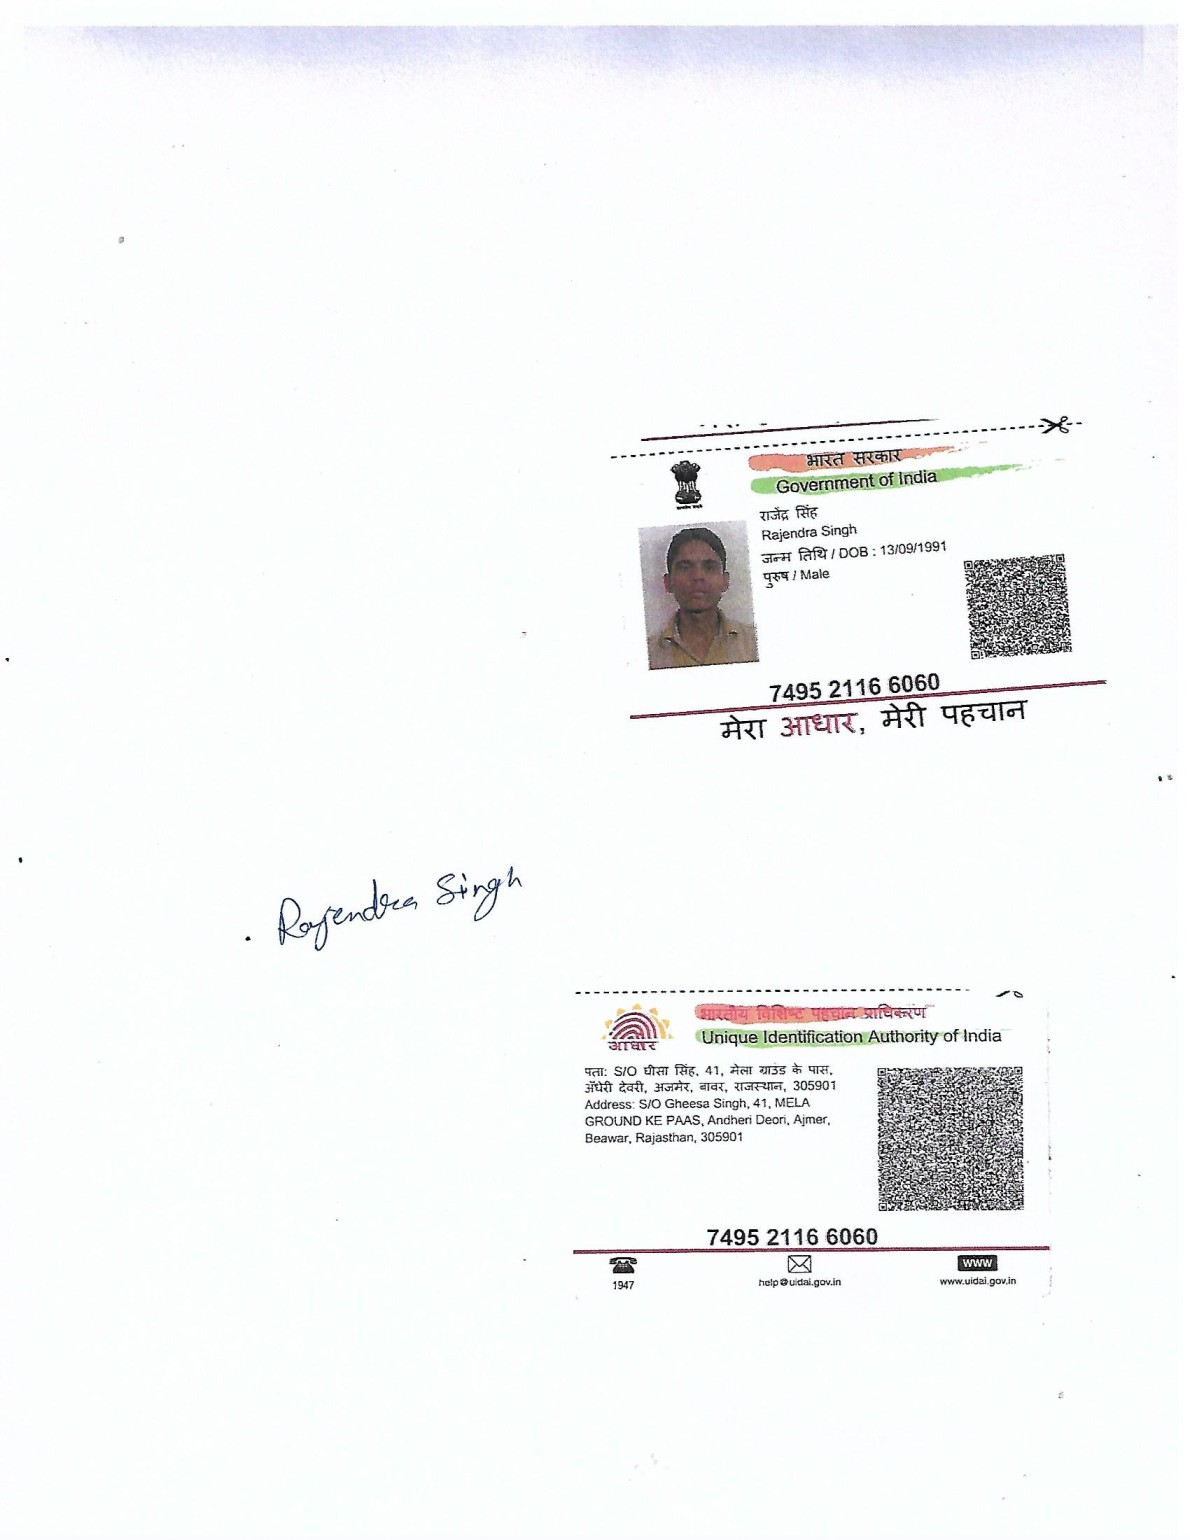 भारत सरकार
Government of India
राजेंद्र सिंह
Rajendra Singh
जन्म तिथि / DOB : 13/09/1991
पुरुष / Male
7495 2116 6060
मेरा आधार, मेरी पहचान
Rajendra Singh
भारतीय विशिष्ट पहचान प्राधिकरण
Unique Identification Authority of India
आधार
पता: S/O घीसा सिंह, 41, मेला ग्राउंड के पास,
अँधेरी देवरी, अजमेर, बावर, राजस्थान, 305901
Address: S/O Gheesa Singh, 41, MELA
GROUND KE PAAS, Andheri Deori, Ajmer,
Beawar, Rajasthan, 305901
7495 2116 6060
1947
help@uidai.gov.in
WWW
www.uidai.gov.in